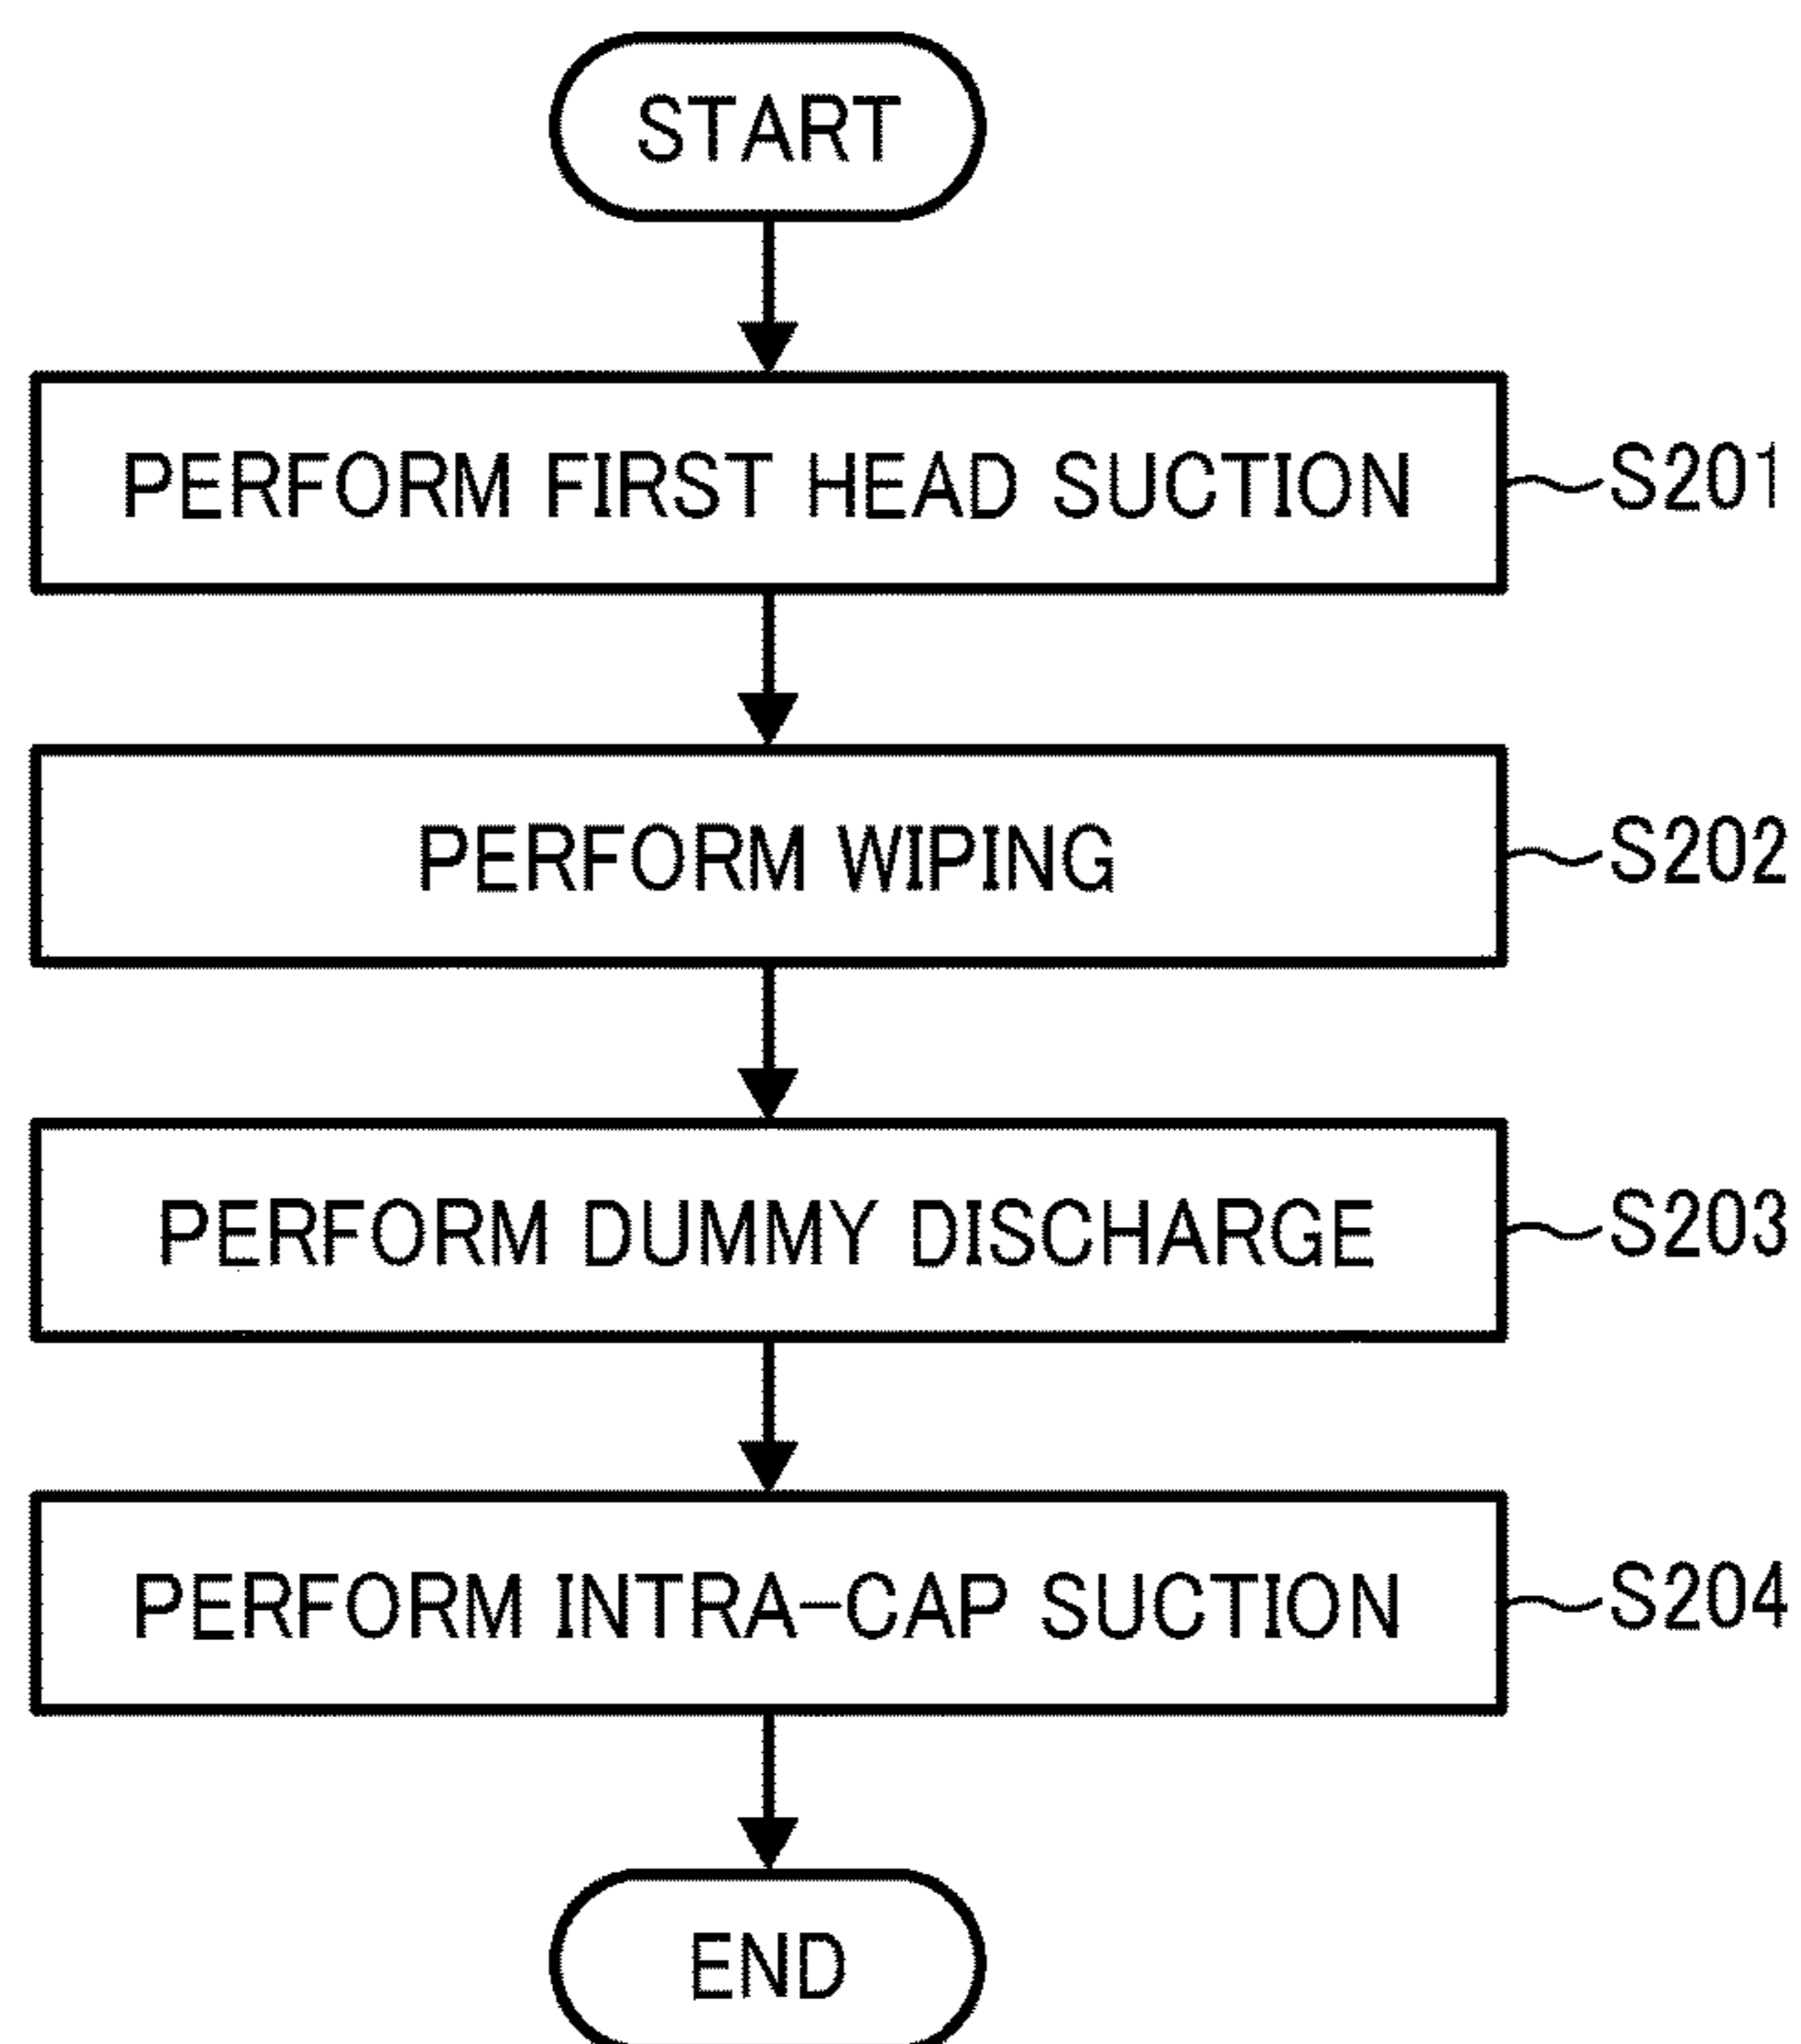 START
PERFORM FIRST HEAD SUCTION S201
PERFORM WIPING S202
PERFORM DUMMY DISCHARGE S203
PERFORM INTRA-CAP SUCTION S204
END